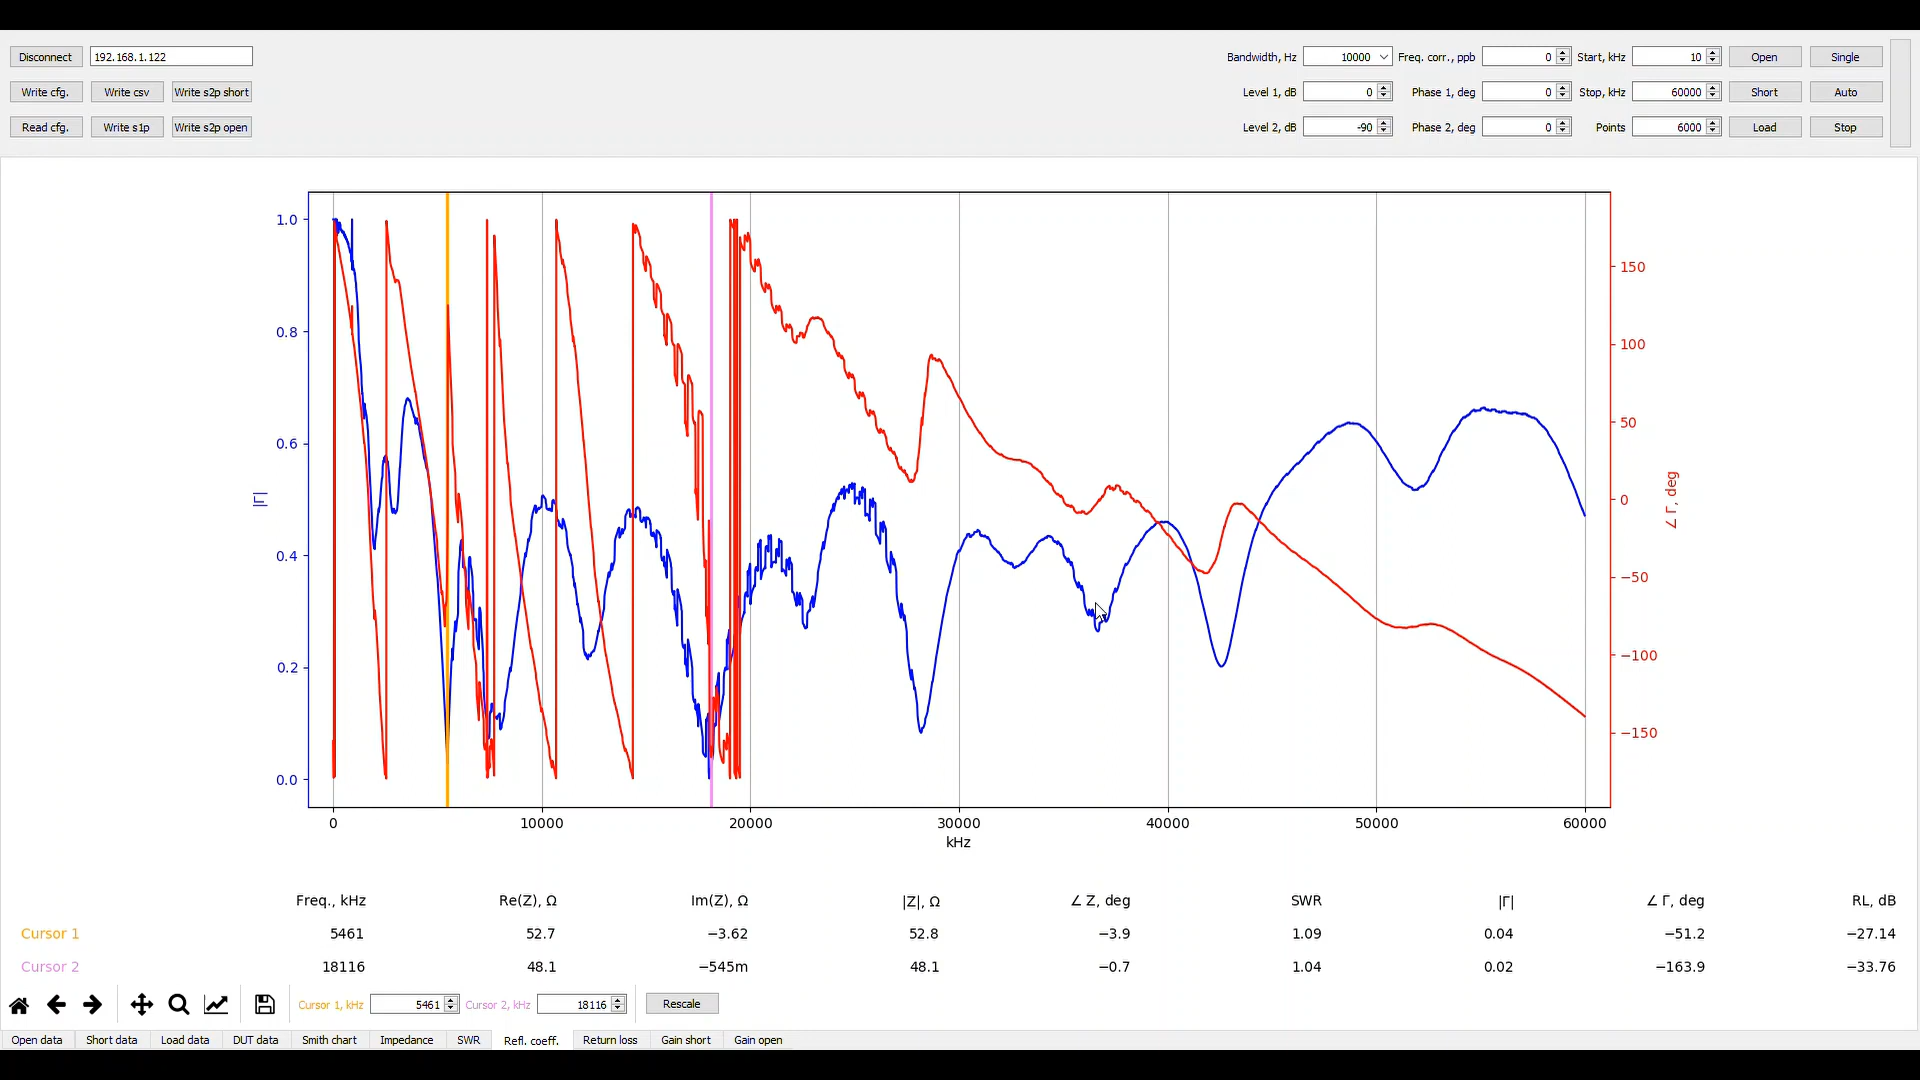 Disconnect 192.168.1.122 Bandwidth, Hz 10000 Freq. corr., ppb 0 Start, kHz 10 Open Single
Write cfg. Write csv Write s2p short Level 1, dB 0 Phase 1, deg 0 Stop, kHz 60000 Short Auto
Read cfg. Write s1p Write s2p open Level 2, dB -90 Phase 2, deg 0 Points 6000 Load Stop
1.0
0.8
0.6
0.4
0.2
0.0
|Γ|
150
100
50
0
−50
−100
−150
∠ Γ, deg
0 10000 20000 30000 40000 50000 60000
kHz
Freq., kHz Re(Z), Ω Im(Z), Ω |Z|, Ω ∠ Z, deg SWR |Γ| ∠ Γ, deg RL, dB
Cursor 1 5461 52.7 −3.62 52.8 −3.9 1.09 0.04 −51.2 −27.14
Cursor 2 18116 48.1 −545m 48.1 −0.7 1.04 0.02 −163.9 −33.76
Cursor 1, kHz 5461 Cursor 2, kHz 18116 Rescale
Open data Short data Load data DUT data Smith chart Impedance SWR Refl. coeff. Return loss Gain short Gain open